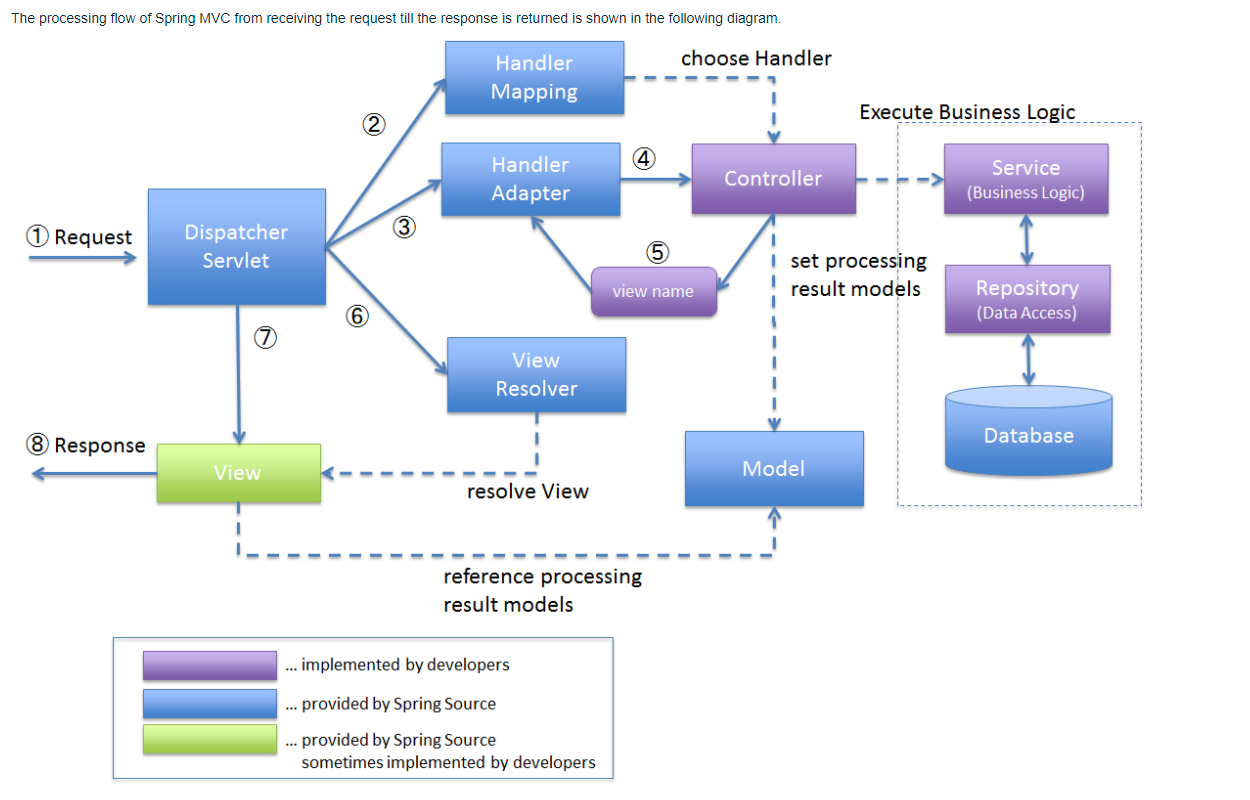 The processing flow of Spring MVC from receiving the request till the response is returned is shown in the following diagram.
Handler
Mapping
choose Handler
②
Execute Business Logic
Handler
Adapter
④
Controller
Service
(Business Logic)
③
① Request
Dispatcher
Servlet
⑤
view name
set processing
result models
Repository
(Data Access)
⑥
⑦
View
Resolver
Database
⑧ Response
View
resolve View
Model
reference processing
result models
... implemented by developers
... provided by Spring Source
... provided by Spring Source
sometimes implemented by developers